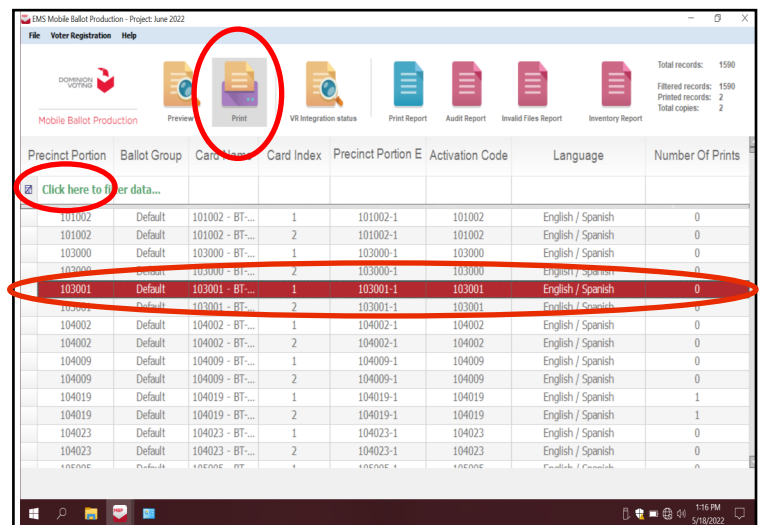 EMS Mobile Ballot Production - Project: June 2022
File Voter Registration Help
DOMINION VOTING
Mobile Ballot Production
Preview Print VR Integration status Print Report Audit Report Invalid Files Report Inventory Report
Total records: 1590
Filtered records: 1590
Printed records: 2
Total copies: 2
Precinct Portion Ballot Group Card Name Card Index Precinct Portion E Activation Code Language Number Of Prints
Click here to filter data...
101002 Default 101002 - BT-... 1 101002-1 101002 English / Spanish 0
101002 Default 101002 - BT-... 2 101002-1 101002 English / Spanish 0
103000 Default 103000 - BT-... 1 103000-1 103000 English / Spanish 0
103000 Default 103000 - BT-... 2 103000-1 103000 English / Spanish 0
103001 Default 103001 - BT-... 1 103001-1 103001 English / Spanish 0
103001 Default 103001 - BT-... 2 103001-1 103001 English / Spanish 0
104002 Default 104002 - BT-... 1 104002-1 104002 English / Spanish 0
104002 Default 104002 - BT-... 2 104002-1 104002 English / Spanish 0
104009 Default 104009 - BT-... 1 104009-1 104009 English / Spanish 0
104009 Default 104009 - BT-... 2 104009-1 104009 English / Spanish 0
104019 Default 104019 - BT-... 1 104019-1 104019 English / Spanish 1
104019 Default 104019 - BT-... 2 104019-1 104019 English / Spanish 1
104023 Default 104023 - BT-... 1 104023-1 104023 English / Spanish 0
104023 Default 104023 - BT-... 2 104023-1 104023 English / Spanish 0
MBP
1:16 PM
5/18/2022